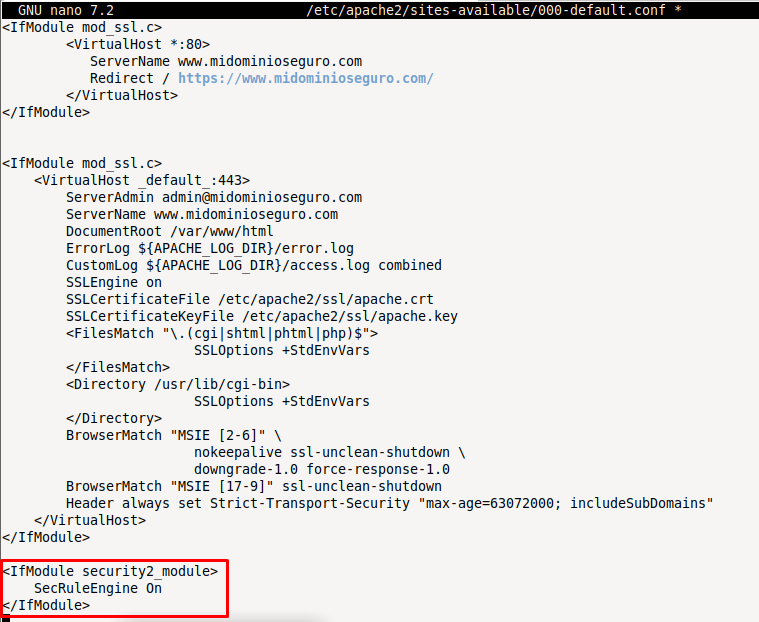 GNU nano 7.2 /etc/apache2/sites-available/000-default.conf *
<IfModule mod_ssl.c>
<VirtualHost *:80>
ServerName www.midominioseguro.com
Redirect / https://www.midominioseguro.com/
</VirtualHost>
</IfModule>
<IfModule mod_ssl.c>
<VirtualHost _default_:443>
ServerAdmin admin@midominioseguro.com
ServerName www.midominioseguro.com
DocumentRoot /var/www/html
ErrorLog ${APACHE_LOG_DIR}/error.log
CustomLog ${APACHE_LOG_DIR}/access.log combined
SSLEngine on
SSLCertificateFile /etc/apache2/ssl/apache.crt
SSLCertificateKeyFile /etc/apache2/ssl/apache.key
<FilesMatch "\.(cgi|shtml|phtml|php)$">
SSLOptions +StdEnvVars
</FilesMatch>
<Directory /usr/lib/cgi-bin>
SSLOptions +StdEnvVars
</Directory>
BrowserMatch "MSIE [2-6]" \
nokeepalive ssl-unclean-shutdown \
downgrade-1.0 force-response-1.0
BrowserMatch "MSIE [17-9]" ssl-unclean-shutdown
Header always set Strict-Transport-Security "max-age=63072000; includeSubDomains"
</VirtualHost>
</IfModule>
<IfModule security2_module>
SecRuleEngine On
</IfModule>